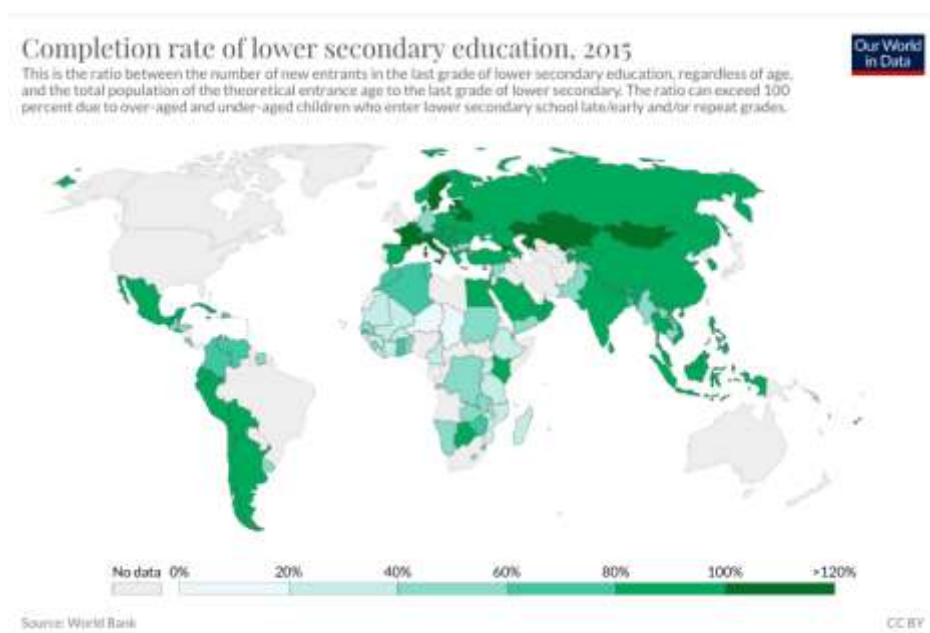 Completion rate of lower secondary education, 2015
Our World
in Data
This is the ratio between the number of new entrants in the last grade of lower secondary education, regardless of age,
and the total population of the theoretical entrance age to the last grade of lower secondary. The ratio can exceed 100
percent due to over-aged and under-aged children who enter lower secondary school late/early and/or repeat grades.
No data 0% 20% 40% 60% 80% 100% >120%
Source: World Bank
CC BY